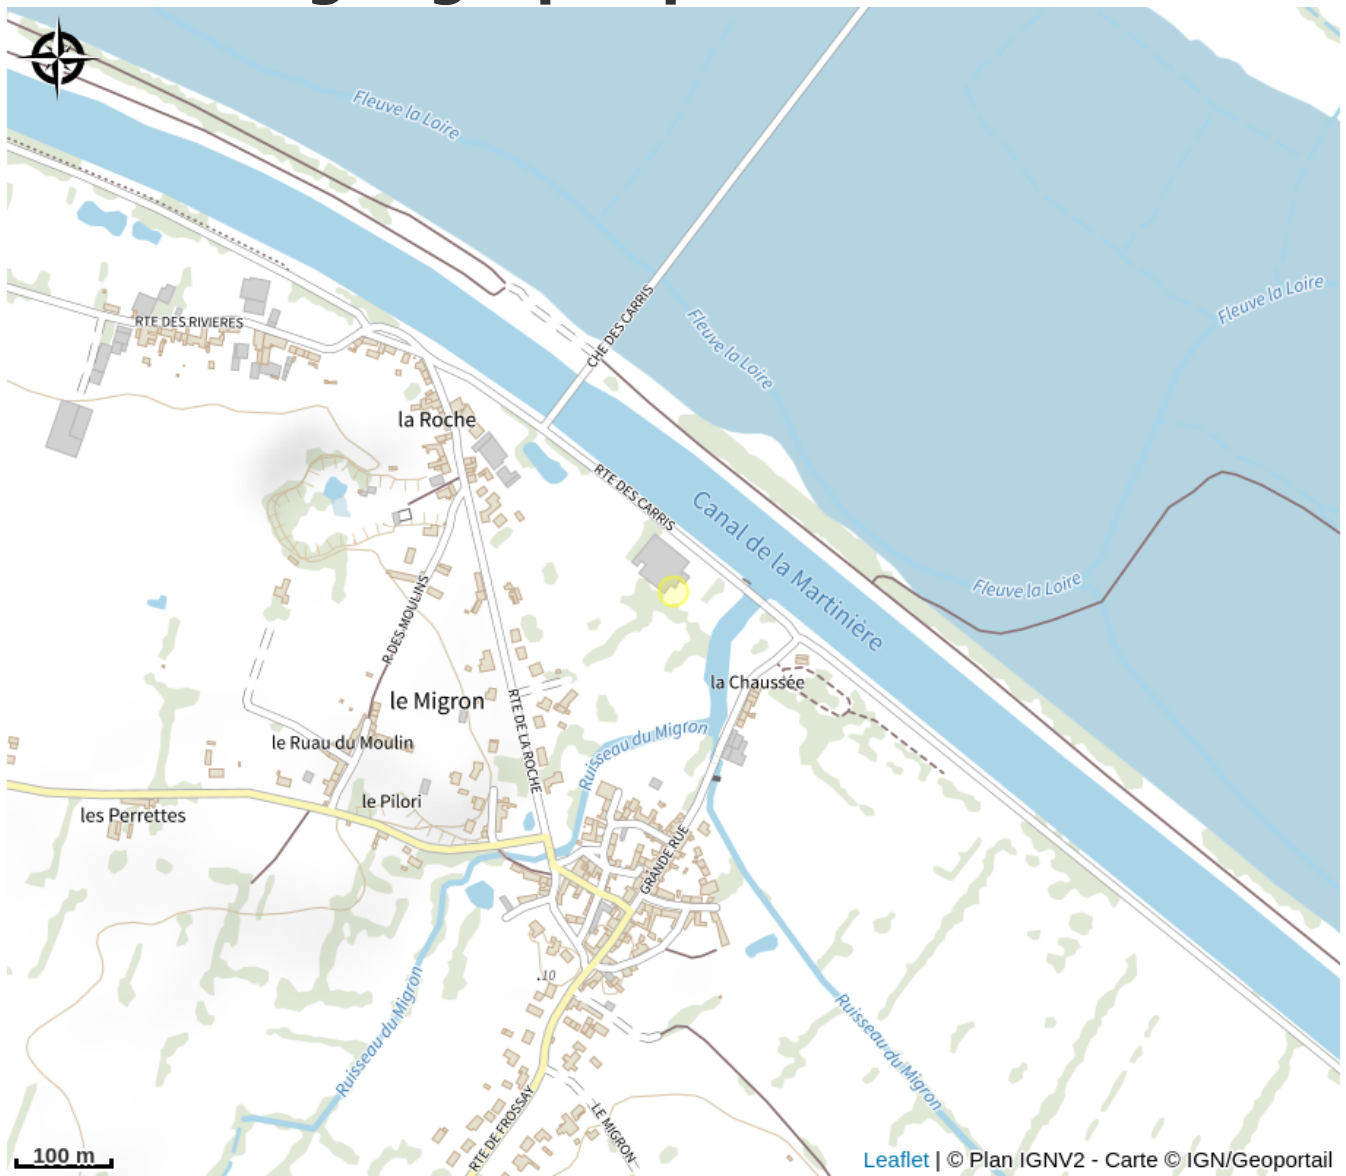 Fleuve la Loire
Fleuve la Loire
RTE DES RIVIERES
CHE DES CARRIS
Fleuve la Loire
la Roche
RTE DES CARRIS
Canal de la Martinière
Fleuve la Loire
R DES MOULINS
la Chaussée
le Migron
RTE DE LA ROCHE
Ruisseau du Migron
le Ruau du Moulin
le Pilori
les Perrettes
GRANDE RUE
.10
Ruisseau du Migron
Ruisseau du Migron
RTE DE FROSSAY
LE MIGRON
100 m
Leaflet | © Plan IGNV2 - Carte © IGN/Geoportail